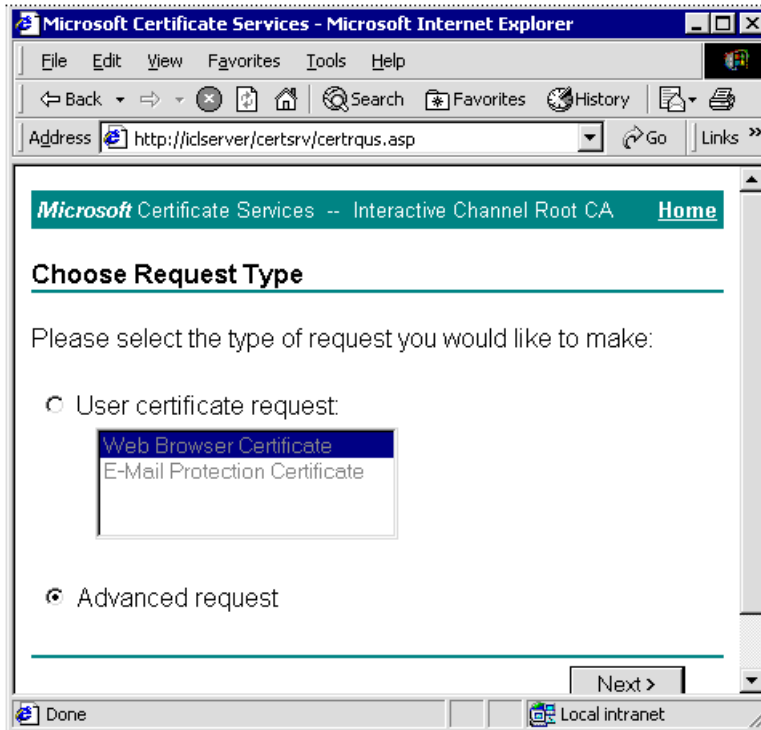 Microsoft Certificate Services - Microsoft Internet Explorer
File Edit View Favorites Tools Help
Back Search Favorites History
Address http://iclserver/certsrv/certrqus.asp Go Links »
Microsoft Certificate Services -- Interactive Channel Root CA Home
Choose Request Type
Please select the type of request you would like to make:
User certificate request:
Web Browser Certificate
E-Mail Protection Certificate
Advanced request
Next >
Done Local intranet